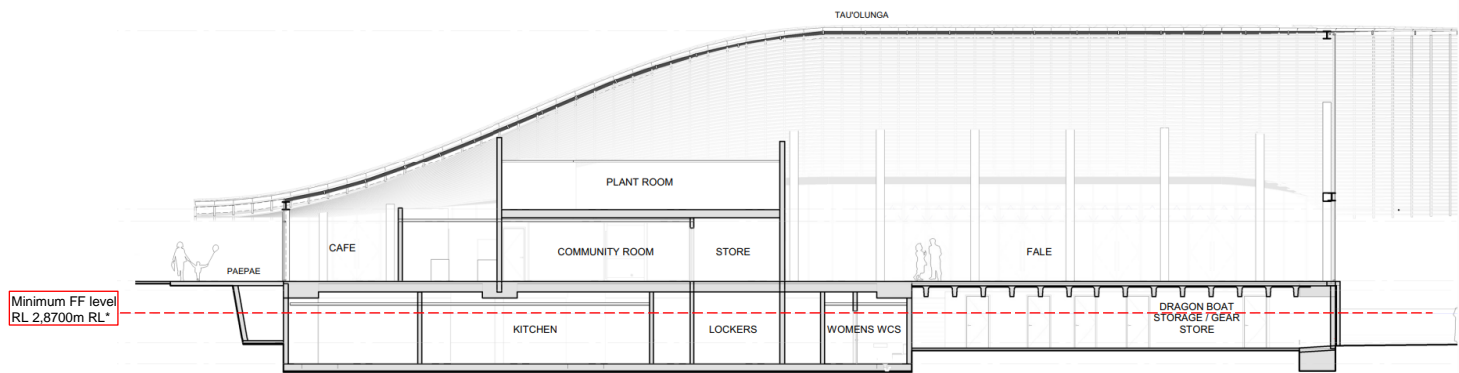 TAU'OLUNGA
PLANT ROOM
CAFE
COMMUNITY ROOM
STORE
FALE
PAEPAE
Minimum FF level
RL 2,8700m RL*
KITCHEN
LOCKERS
WOMENS WCS
DRAGON BOAT
STORAGE / GEAR
STORE